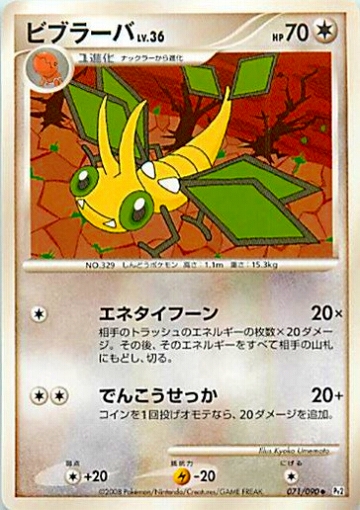 ビブラーバ LV.36 HP 70
1進化 ナックラーから進化
NO.329 しんどうポケモン 高さ：1.1m 重さ：15.3kg
エネタイフーン 20×
相手のトラッシュのエネルギーの枚数×20ダメー
ジ。その後、そのエネルギーをすべて相手の山札
にもどし、切る。
でんこうせっか 20+
コインを1回投げオモテなら、20ダメージを追加。
illus. Kyoko Umemoto
弱点 +20 抵抗力 -20 にげる
©2008 Pokémon/Nintendo/Creatures/GAME FREAK. 071/090 Pt2